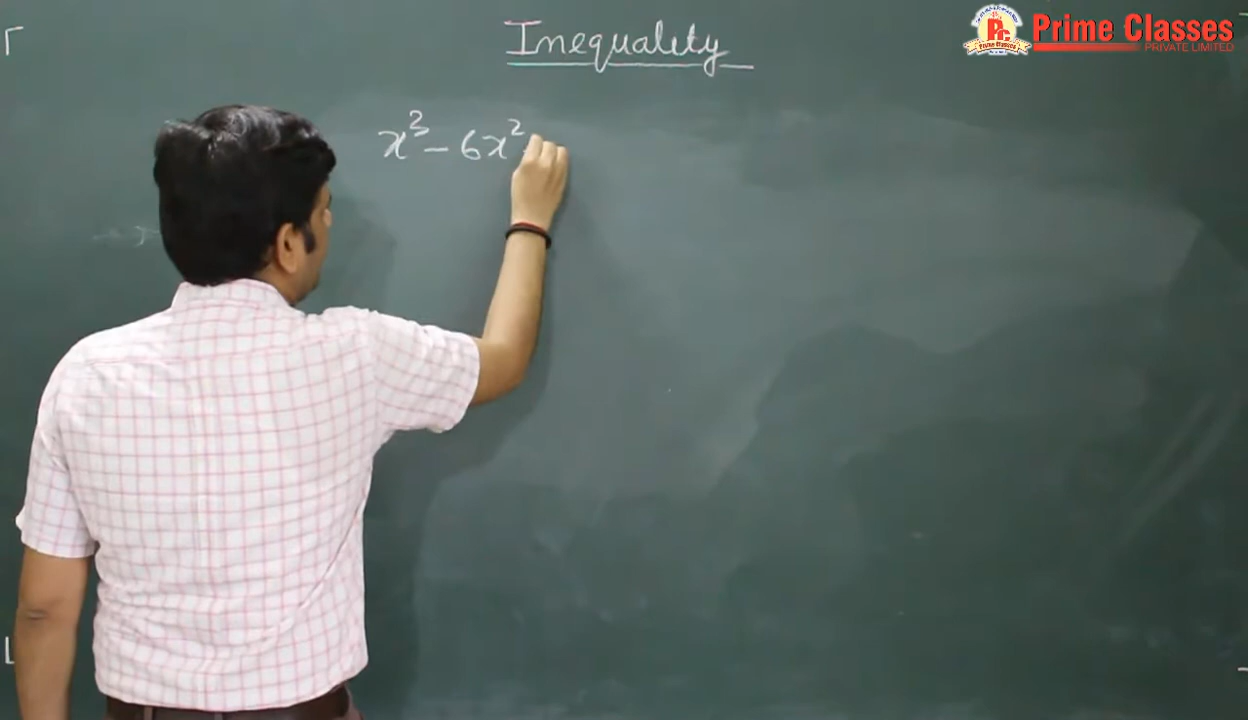 Inequality
Prime Classes
PRIVATE LIMITED
x³ - 6x²